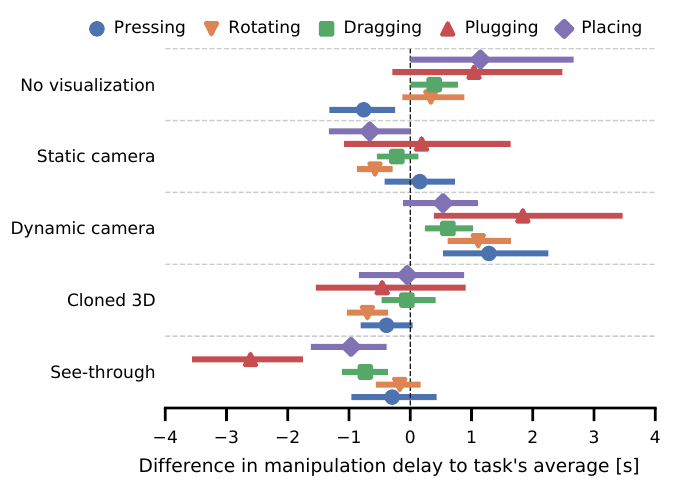 Pressing Rotating Dragging Plugging Placing
No visualization
Static camera
Dynamic camera
Cloned 3D
See-through
−4 −3 −2 −1 0 1 2 3 4
Difference in manipulation delay to task's average [s]